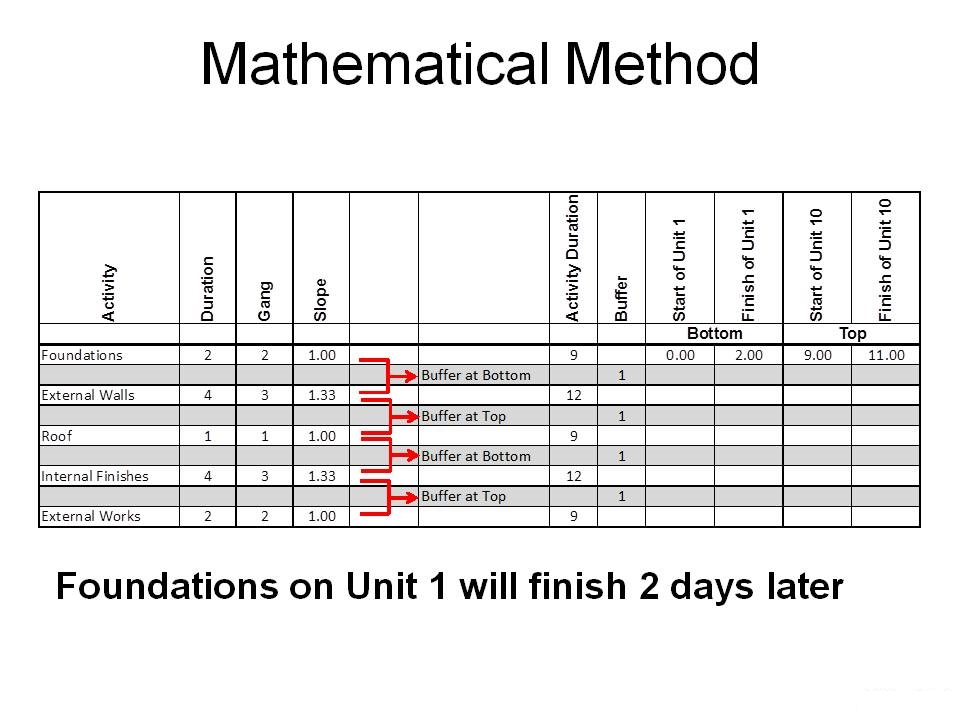 Mathematical Method
Activity Duration Gang Slope Activity Duration Buffer Start of Unit 1 Finish of Unit 1 Start of Unit 10 Finish of Unit 10
Bottom Top
Foundations 2 2 1.00 9 0.00 2.00 9.00 11.00
Buffer at Bottom 1
External Walls 4 3 1.33 12
Buffer at Top 1
Roof 1 1 1.00 9
Buffer at Bottom 1
Internal Finishes 4 3 1.33 12
Buffer at Top 1
External Works 2 2 1.00 9
Foundations on Unit 1 will finish 2 days later